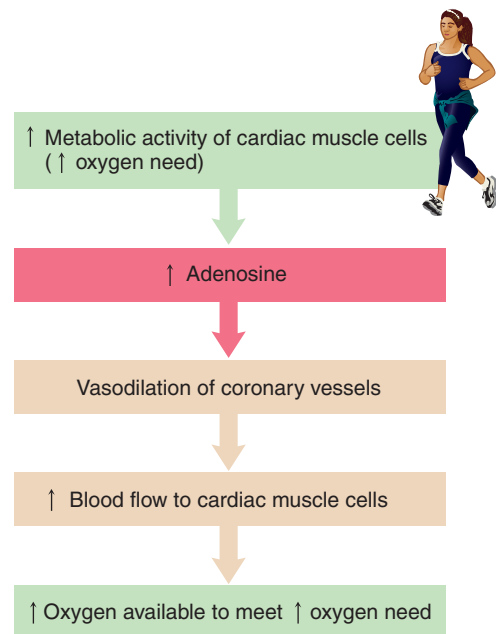 ↑ Metabolic activity of cardiac muscle cells
(↑ oxygen need)
↑ Adenosine
Vasodilation of coronary vessels
↑ Blood flow to cardiac muscle cells
↑ Oxygen available to meet ↑ oxygen need